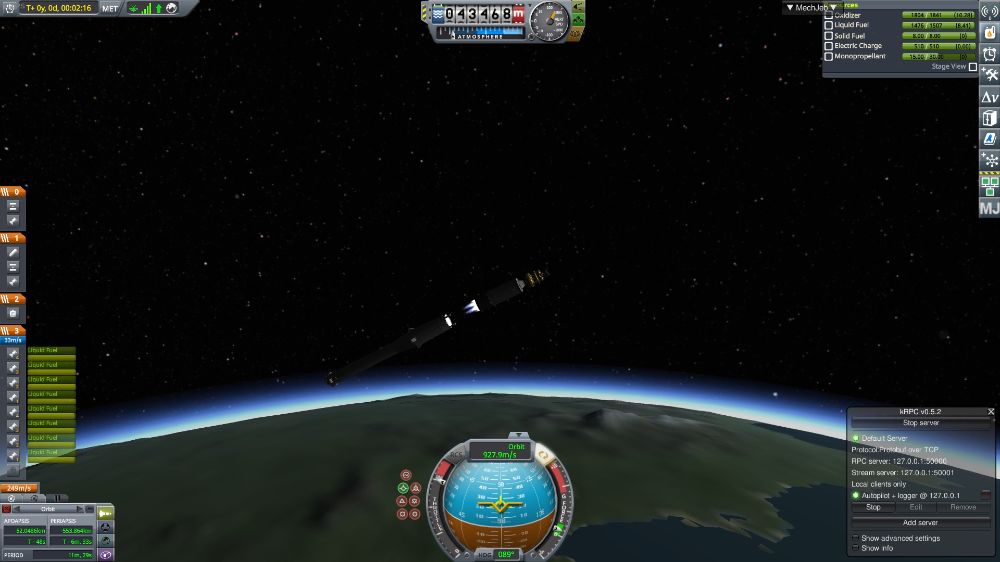 T+ 0y, 0d, 00:02:16
MET
043468m
ATMOSPHERE
VERT SPD
▼ MechJeb ▼
Oxidizer 1804 / 1841 (10.28)
Liquid Fuel 1476 / 1507 (8.41)
Solid Fuel 8.00 / 8.00 (0)
Electric Charge 510 / 510 (0.00)
Monopropellant 15.00 / 30.00 (0)
Stage View
Δv
MJ
0
1
2
3
33m/s
Liquid Fuel
Liquid Fuel
Liquid Fuel
Liquid Fuel
Liquid Fuel
Liquid Fuel
Liquid Fuel
Liquid Fuel
249m/s
Orbit
APOAPSIS PERIAPSIS
52.0486km -553.864km
T - 48s T - 6m, 33s
PERIOD 11m, 29s
Orbit
927.9m/s
RCS
THROTTLE
G FORCE
HDG 089°
kRPC v0.5.2
Stop server
Default Server
Protocol:Protobuf over TCP
RPC server: 127.0.0.1:50000
Stream server: 127.0.0.1:50001
Local clients only
Autopilot + logger @ 127.0.0.1
Stop Edit Remove
Add server
Show advanced settings
Show info